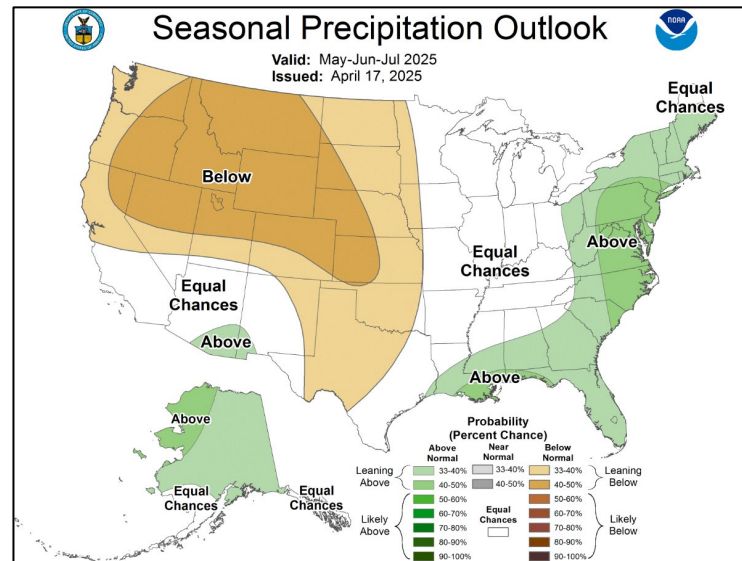 Seasonal Precipitation Outlook
NOAA
Valid: May-Jun-Jul 2025
Issued: April 17, 2025
Equal
Chances
Below
Above
Equal
Chances
Equal
Chances
Above
Above
Above
Equal
Chances
Equal
Chances
Probability
(Percent Chance)
Above
Normal
Near
Normal
Below
Normal
Leaning
Above
33-40%
40-50%
33-40%
40-50%
33-40%
40-50%
Leaning
Below
Likely
Above
50-60%
60-70%
70-80%
80-90%
90-100%
Equal
Chances
50-60%
60-70%
70-80%
80-90%
90-100%
Likely
Below